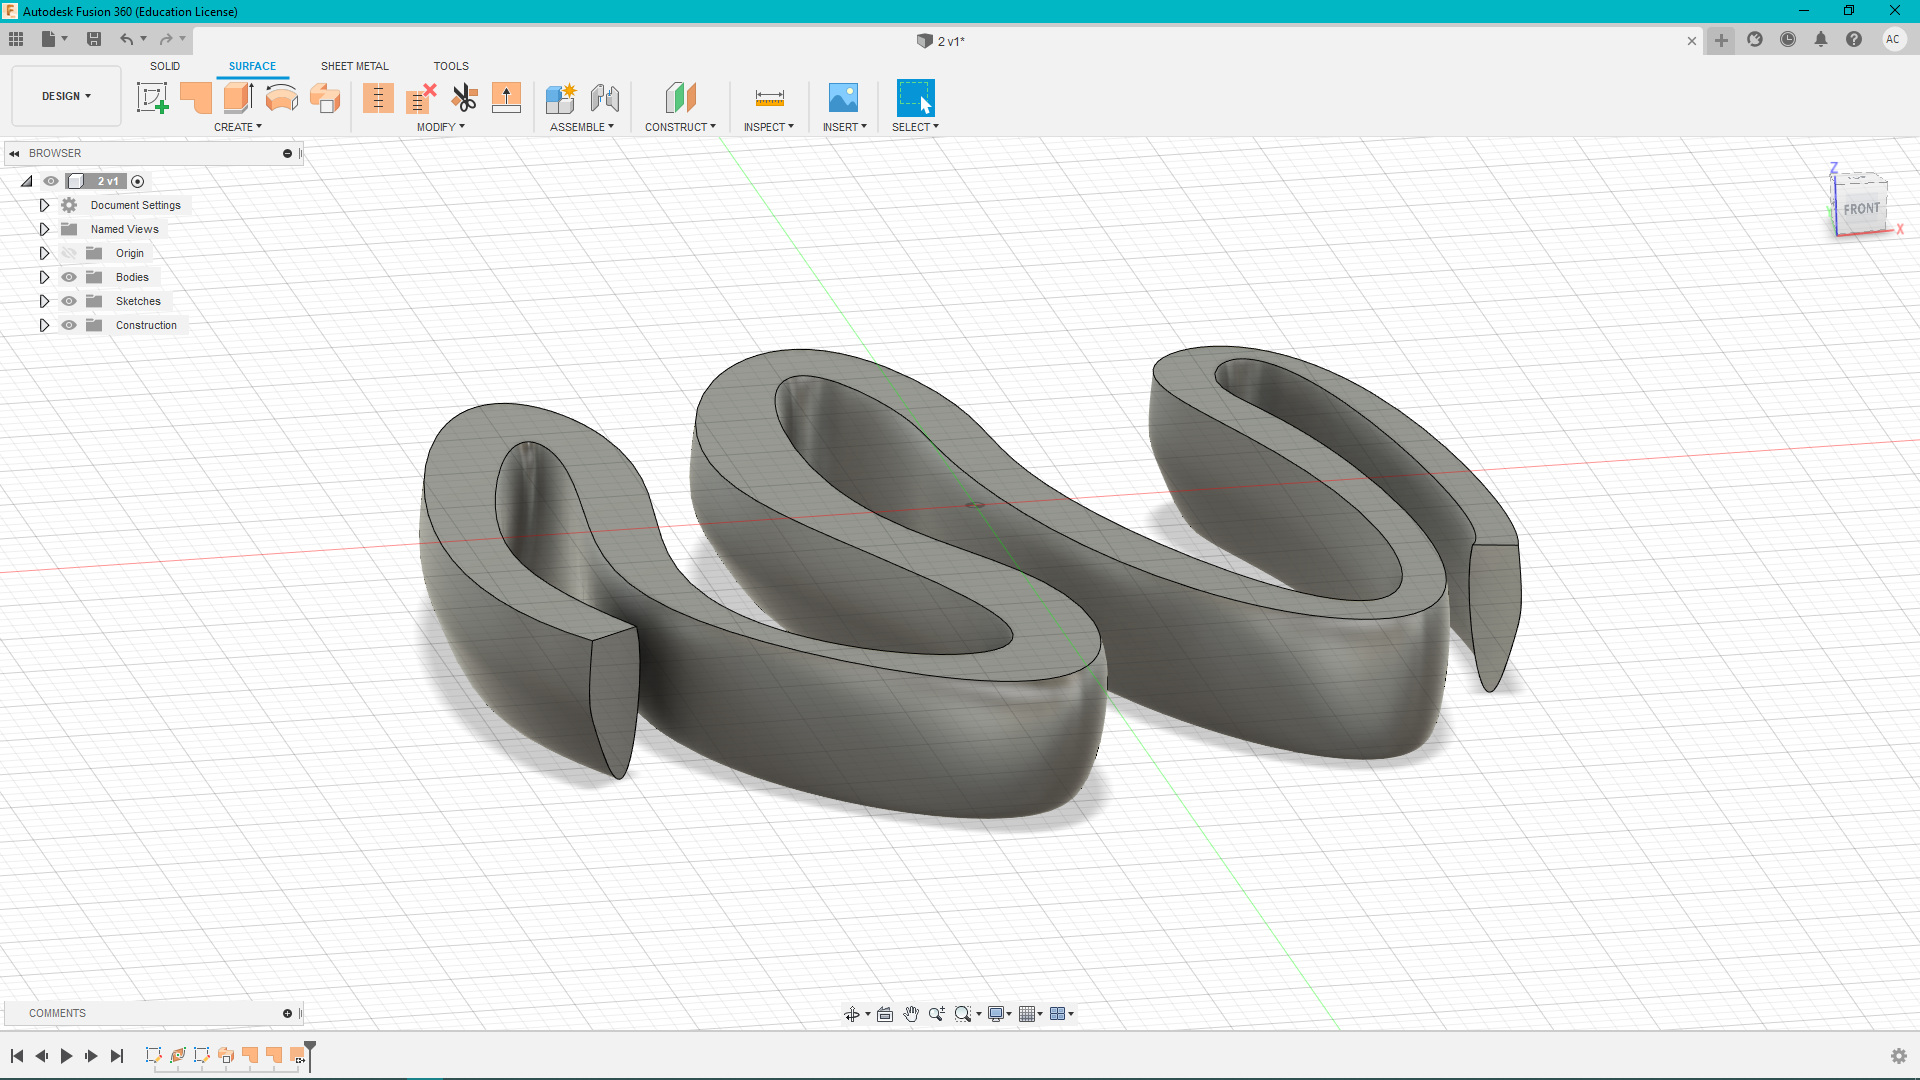 Autodesk Fusion 360 (Education License)
2 v1*
AC
SOLID SURFACE SHEET METAL TOOLS
DESIGN
CREATE MODIFY ASSEMBLE CONSTRUCT INSPECT INSERT SELECT
BROWSER
2 v1
Document Settings
Named Views
Origin
Bodies
Sketches
Construction
Z
FRONT
X
COMMENTS